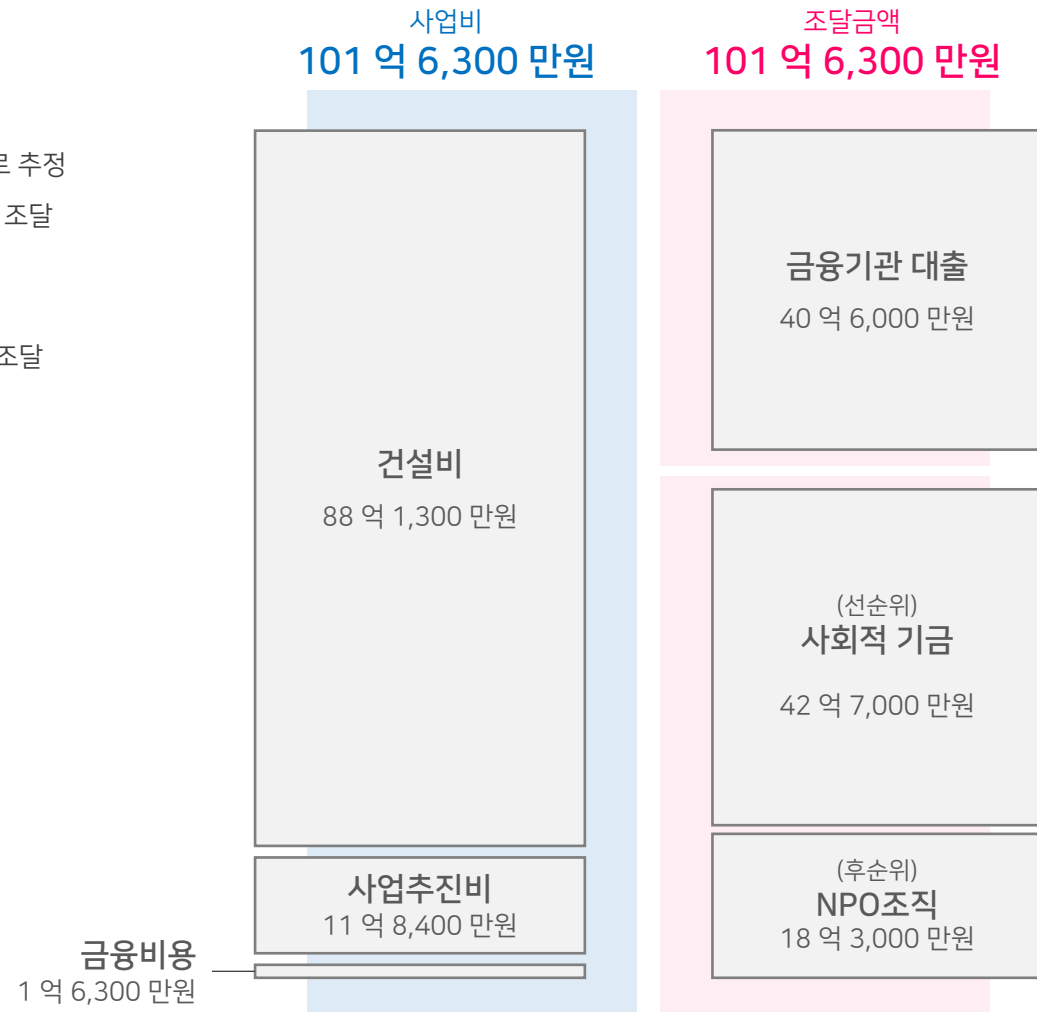 사업비
101 억 6,300 만원
조달금액
101 억 6,300 만원
로 추정
조달
조달
건설비
88 억 1,300 만원
사업추진비
11 억 8,400 만원
금융비용
1 억 6,300 만원
금융기관 대출
40 억 6,000 만원
(선순위)
사회적 기금
42 억 7,000 만원
(후순위)
NPO조직
18 억 3,000 만원